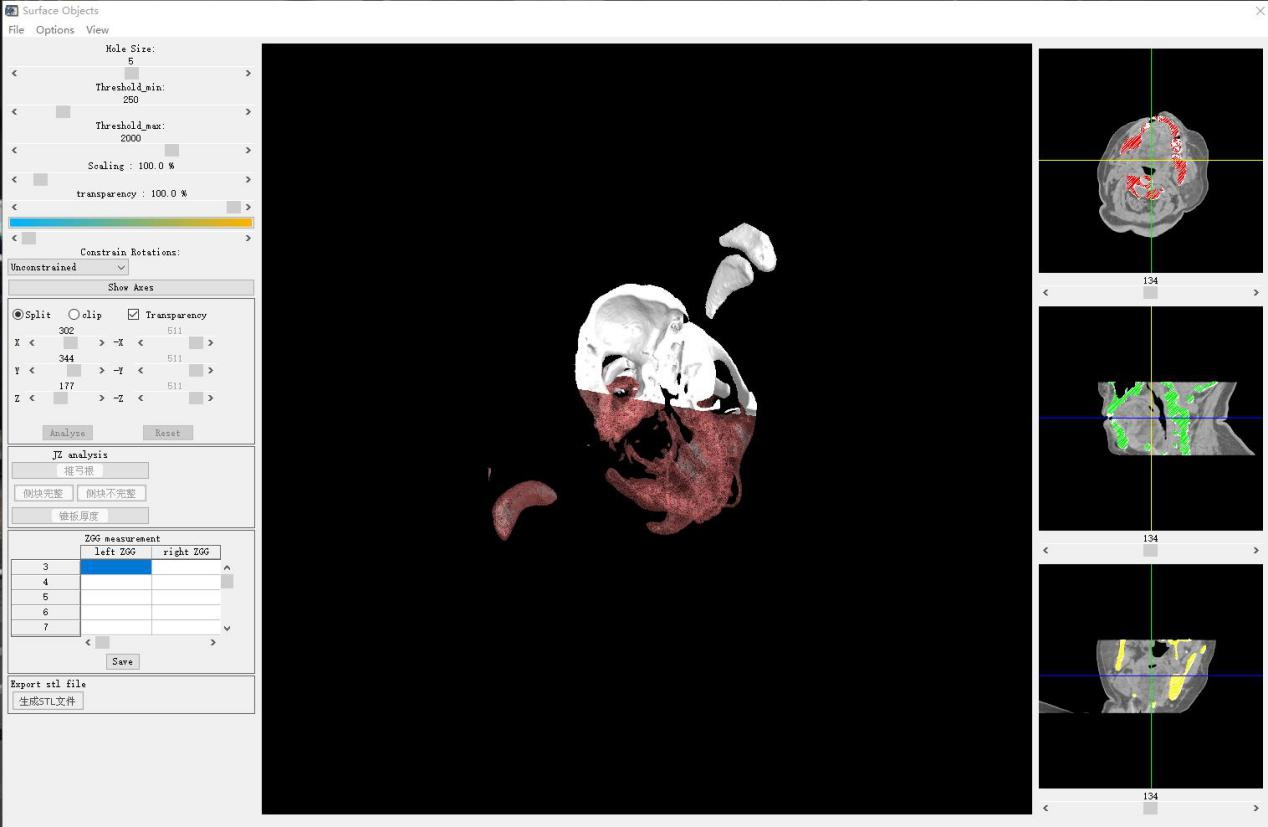 Surface Objects
File Options View
Hole Size:
5
Threshold_min:
250
Threshold_max:
2000
Scaling : 100.0 %
transparency : 100.0 %
Constrain Rotations:
Unconstrained
Show Axes
Split clip Transparency
302 511
X -X
344 511
Y -Y
177 511
Z -Z
Analyze Reset
JZ analysis
椎弓根
侧块完整 侧块不完整
锥板厚度
ZGG measurement
left ZGG right ZGG
3
4
5
6
7
Save
Export stl file
生成STL文件
134
134
134